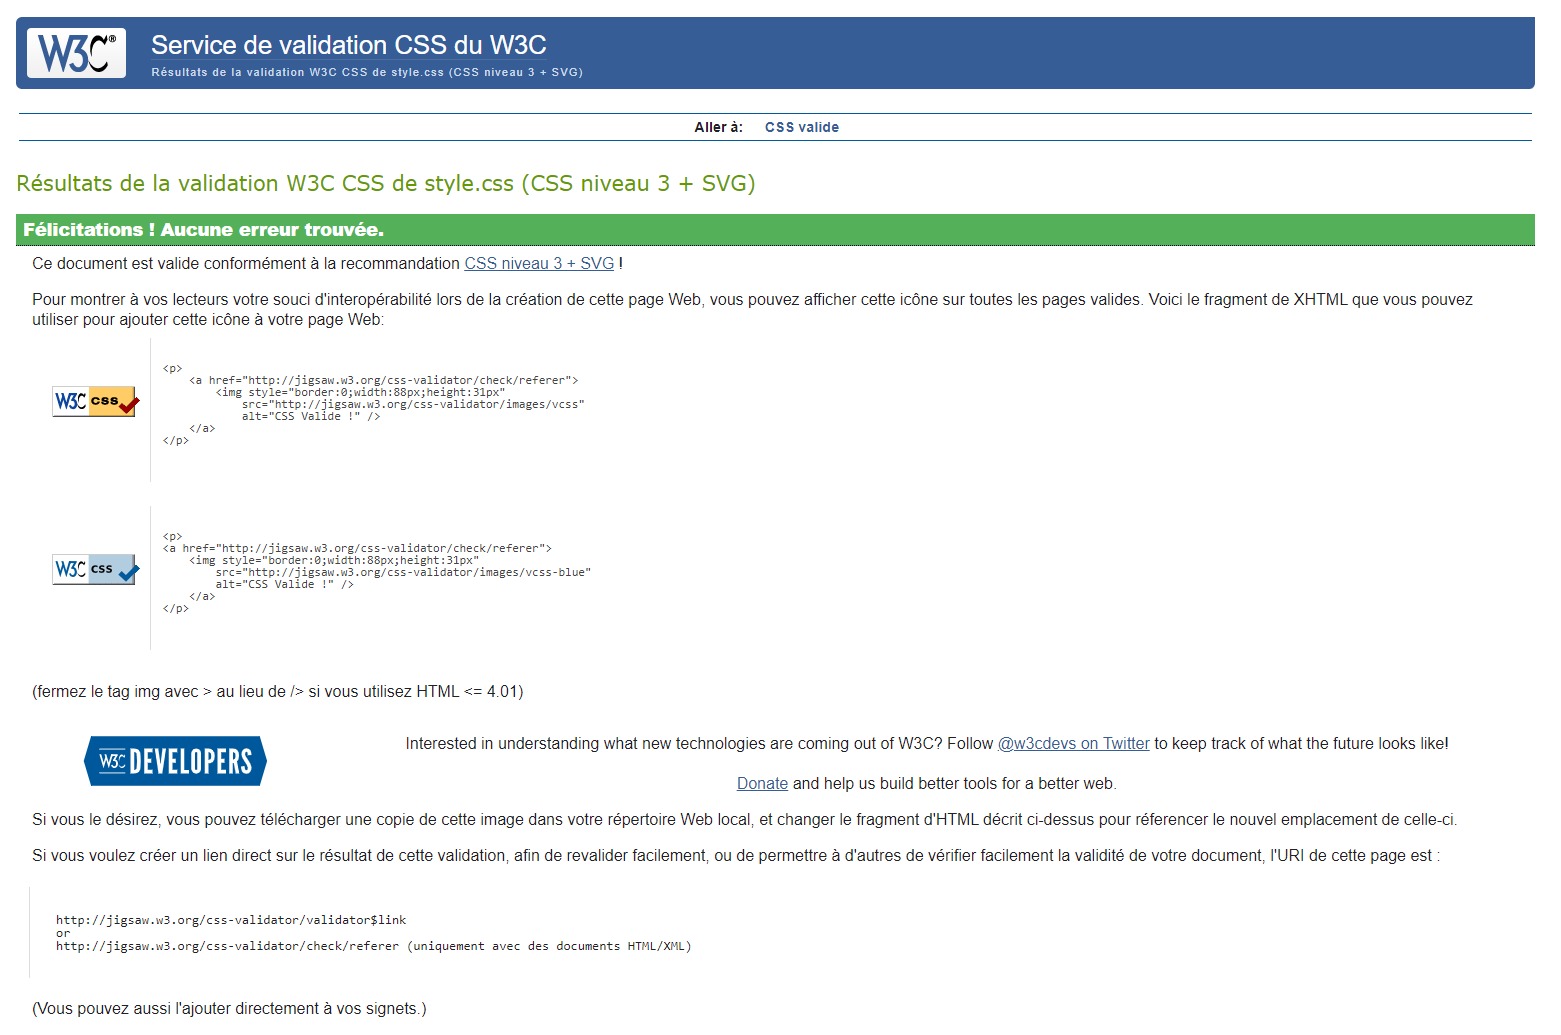 W3C®
Service de validation CSS du W3C
Résultats de la validation W3C CSS de style.css (CSS niveau 3 + SVG)
Aller à: CSS valide
Résultats de la validation W3C CSS de style.css (CSS niveau 3 + SVG)
Félicitations ! Aucune erreur trouvée.
Ce document est valide conformément à la recommandation CSS niveau 3 + SVG !
Pour montrer à vos lecteurs votre souci d'interopérabilité lors de la création de cette page Web, vous pouvez afficher cette icône sur toutes les pages valides. Voici le fragment de XHTML que vous pouvez
utiliser pour ajouter cette icône à votre page Web:
W3C css
<p>
<a href="http://jigsaw.w3.org/css-validator/check/referer">
<img style="border:0;width:88px;height:31px"
src="http://jigsaw.w3.org/css-validator/images/vcss"
alt="CSS Valide !" />
</a>
</p>
W3C css
<p>
<a href="http://jigsaw.w3.org/css-validator/check/referer">
<img style="border:0;width:88px;height:31px"
src="http://jigsaw.w3.org/css-validator/images/vcss-blue"
alt="CSS Valide !" />
</a>
</p>
(fermez le tag img avec > au lieu de /> si vous utilisez HTML <= 4.01)
W3C DEVELOPERS
Interested in understanding what new technologies are coming out of W3C? Follow @w3cdevs on Twitter to keep track of what the future looks like!
Donate and help us build better tools for a better web.
Si vous le désirez, vous pouvez télécharger une copie de cette image dans votre répertoire Web local, et changer le fragment d'HTML décrit ci-dessus pour réferencer le nouvel emplacement de celle-ci.
Si vous voulez créer un lien direct sur le résultat de cette validation, afin de revalider facilement, ou de permettre à d'autres de vérifier facilement la validité de votre document, l'URI de cette page est :
http://jigsaw.w3.org/css-validator/validator$link
or
http://jigsaw.w3.org/css-validator/check/referer (uniquement avec des documents HTML/XML)
(Vous pouvez aussi l'ajouter directement à vos signets.)